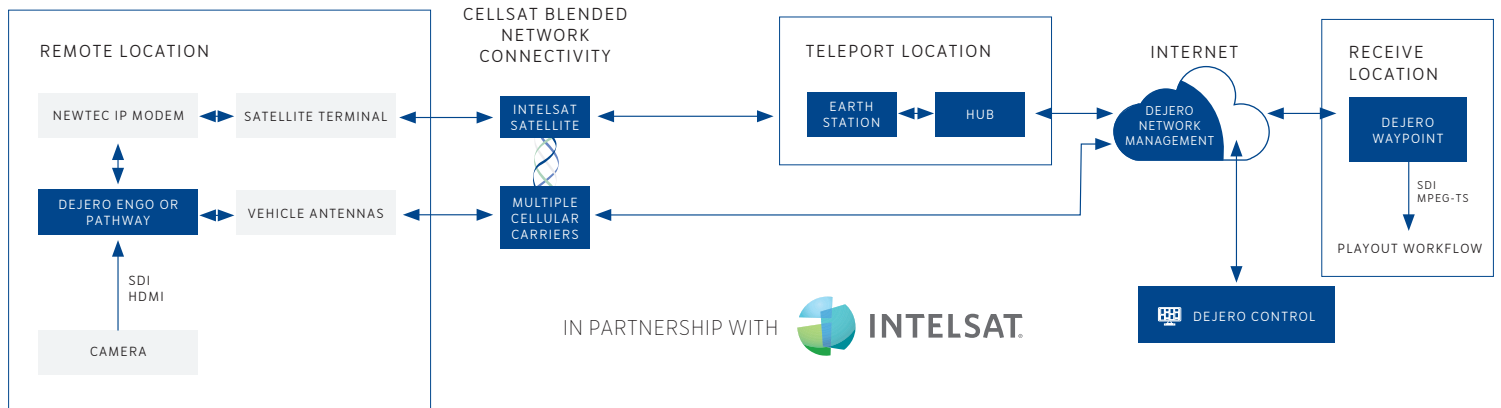 REMOTE LOCATION
NEWTEC IP MODEM
SATELLITE TERMINAL
DEJERO ENGO OR
PATHWAY
VEHICLE ANTENNAS
SDI
HDMI
CAMERA
CELLSAT BLENDED
NETWORK
CONNECTIVITY
INTELSAT
SATELLITE
MULTIPLE
CELLULAR
CARRIERS
TELEPORT LOCATION
EARTH
STATION
HUB
INTERNET
DEJERO
NETWORK
MANAGEMENT
DEJERO CONTROL
RECEIVE
LOCATION
DEJERO
WAYPOINT
SDI
MPEG-TS
PLAYOUT WORKFLOW
IN PARTNERSHIP WITH
INTELSAT®